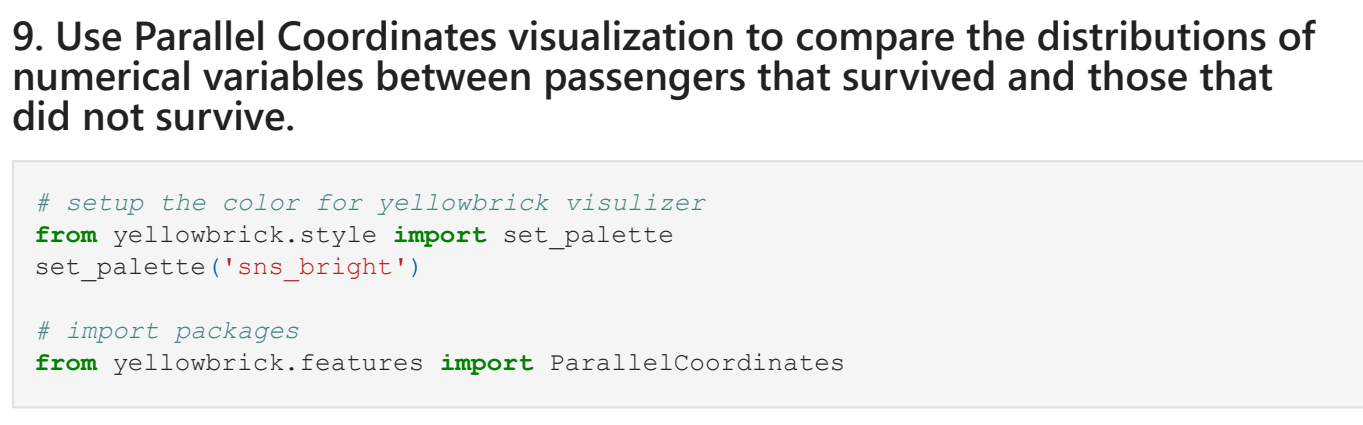 9. Use Parallel Coordinates visualization to compare the distributions of
numerical variables between passengers that survived and those that
did not survive.
# setup the color for yellowbrick visulizer
from yellowbrick.style import set_palette
set_palette('sns_bright')
# import packages
from yellowbrick.features import ParallelCoordinates